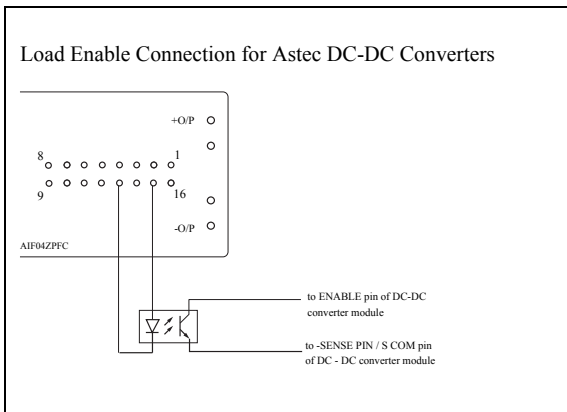 Load Enable Connection for Astec DC-DC Converters
+O/P
8
1
9
16
-O/P
AIF04ZPFC
to ENABLE pin of DC-DC
converter module
to -SENSE PIN / S COM pin
of DC - DC converter module